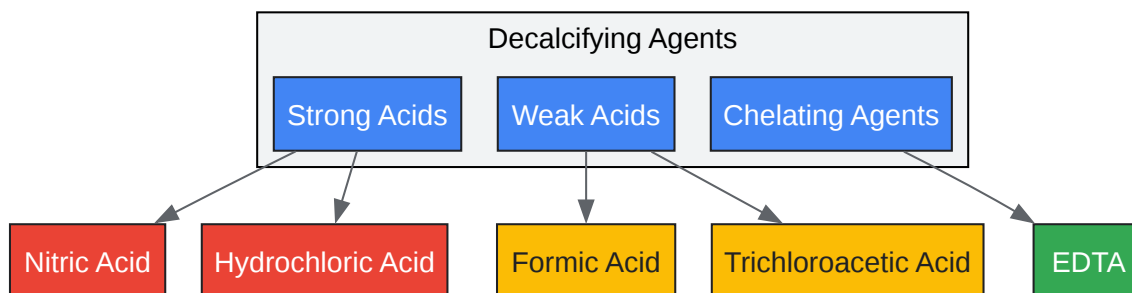 Decalcifying Agents
Strong Acids
Weak Acids
Chelating Agents
Nitric Acid
Hydrochloric Acid
Formic Acid
Trichloroacetic Acid
EDTA